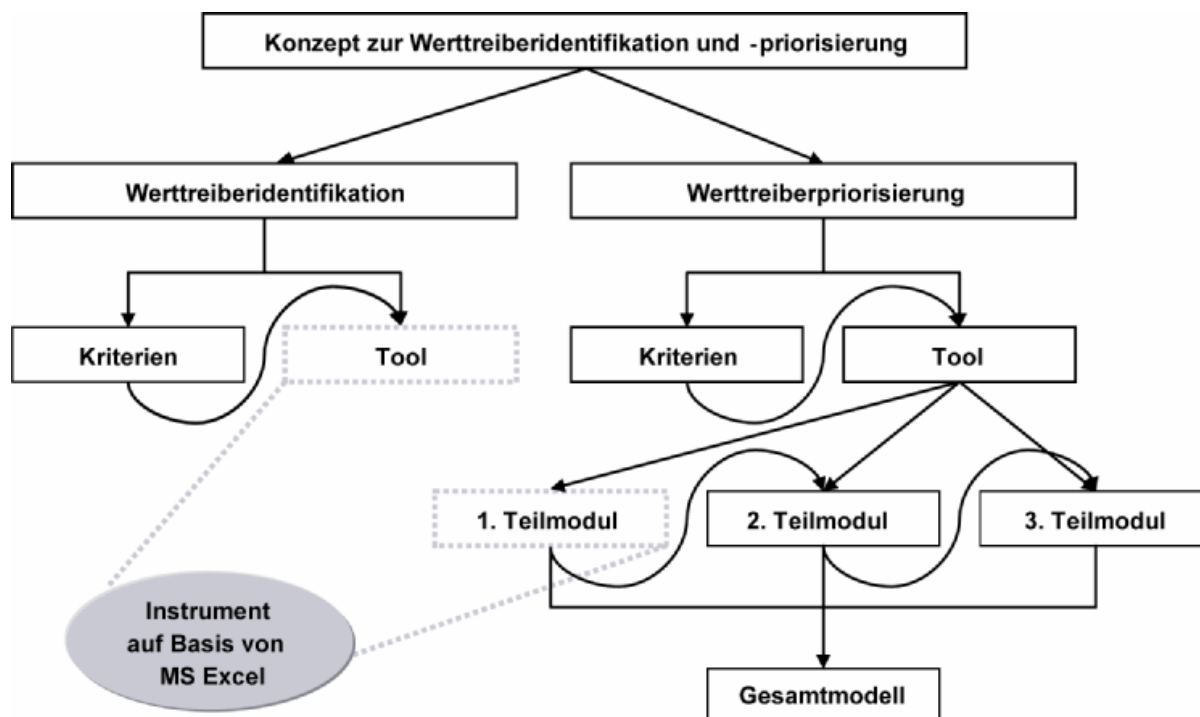 Konzept zur Werttreiberidentifikation und -priorisierung
Werttreiberidentifikation
Werttreiberpriorisierung
Kriterien
Tool
Kriterien
Tool
1. Teilmodul
2. Teilmodul
3. Teilmodul
Instrument
auf Basis von
MS Excel
Gesamtmodell